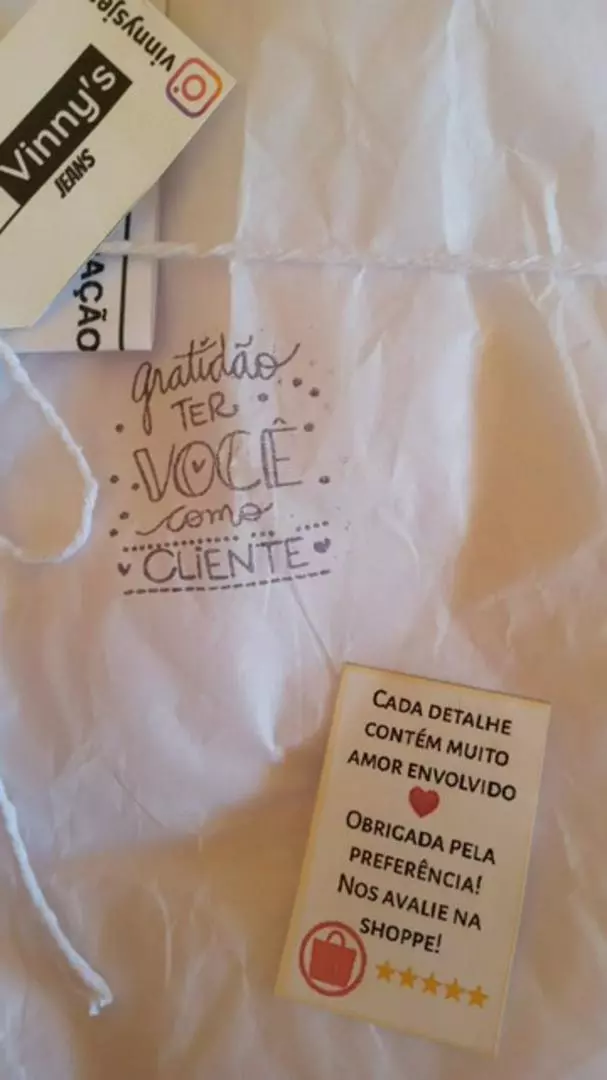 vinnysje
Vinny's
JEANS
AÇÃO
gratidão
TER
VOCÊ
como
CLIENTE
CADA DETALHE
CONTÉM MUITO
AMOR ENVOLVIDO
OBRIGADA PELA
PREFERÊNCIA!
NOS AVALIE NA
SHOPPE!